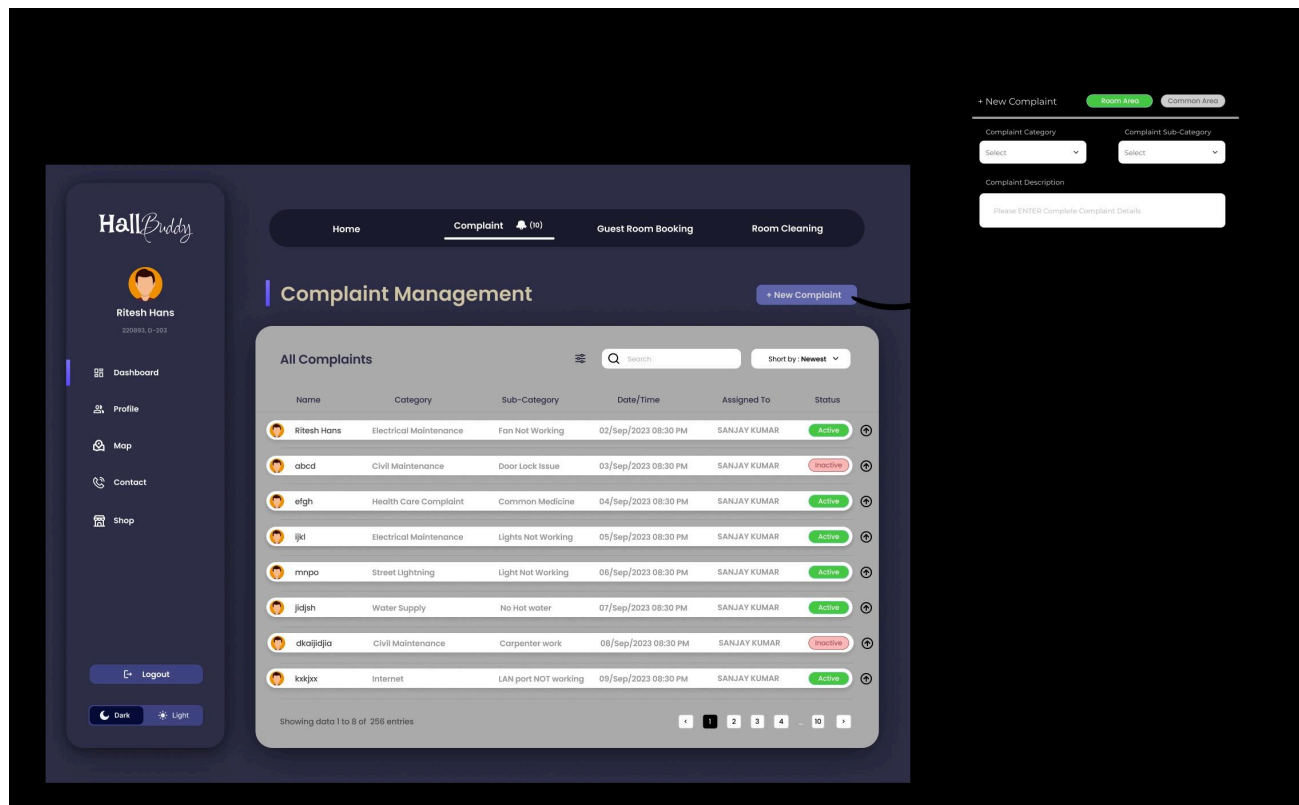 + New Complaint Room Area Common Area
Complaint Category Complaint Sub-Category
Select Select
Complaint Description
Please ENTER Complete Complaint Details
HallBuddy
Ritesh Hans
220893, D-203
Dashboard
Profile
Map
Contact
Shop
Logout
Dark Light
Home Complaint (10) Guest Room Booking Room Cleaning
Complaint Management + New Complaint
All Complaints Search Short by : Newest
Name Category Sub-Category Date/Time Assigned To Status
Ritesh Hans Electrical Maintenance Fan Not Working 02/Sep/2023 08:30 PM SANJAY KUMAR Active
abcd Civil Maintenance Door Lock Issue 03/Sep/2023 08:30 PM SANJAY KUMAR Inactive
efgh Health Care Complaint Common Medicine 04/Sep/2023 08:30 PM SANJAY KUMAR Active
ijkl Electrical Maintenance Lights Not Working 05/Sep/2023 08:30 PM SANJAY KUMAR Active
mnpo Street Lightning Light Not Working 06/Sep/2023 08:30 PM SANJAY KUMAR Active
jidjsh Water Supply No Hot water 07/Sep/2023 08:30 PM SANJAY KUMAR Active
dkaijidjia Civil Maintenance Carpenter work 08/Sep/2023 08:30 PM SANJAY KUMAR Inactive
kxkjxx Internet LAN port NOT working 09/Sep/2023 08:30 PM SANJAY KUMAR Active
Showing data 1 to 8 of 256 entries < 1 2 3 4 ... 10 >